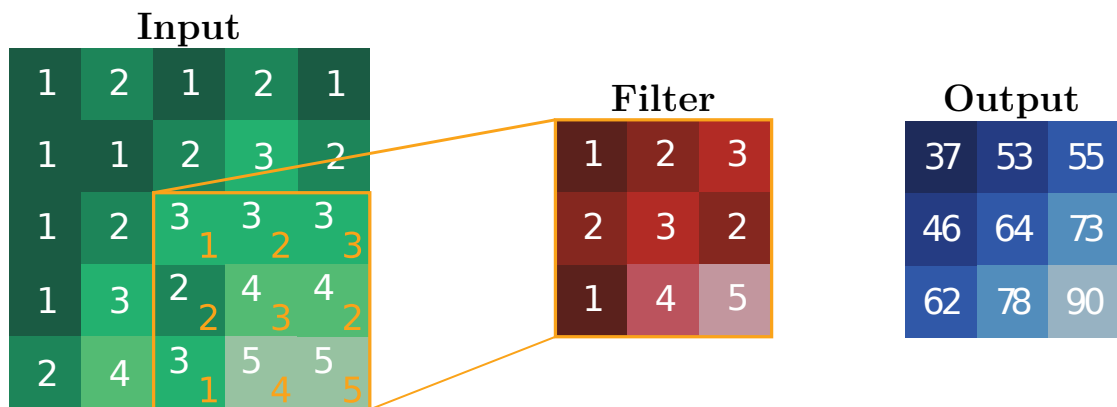 Input
Filter
Output
1 2 1 2 1
1 1 2 3 2
1 2 3 1 3 2 3 3
1 3 2 2 4 3 4 2
2 4 3 1 5 4 5 5
1 2 3
2 3 2
1 4 5
37 53 55
46 64 73
62 78 90